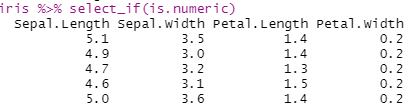 iris %>% select_if(is.numeric)
Sepal.Length Sepal.Width Petal.Length Petal.Width
5.1 3.5 1.4 0.2
4.9 3.0 1.4 0.2
4.7 3.2 1.3 0.2
4.6 3.1 1.5 0.2
5.0 3.6 1.4 0.2